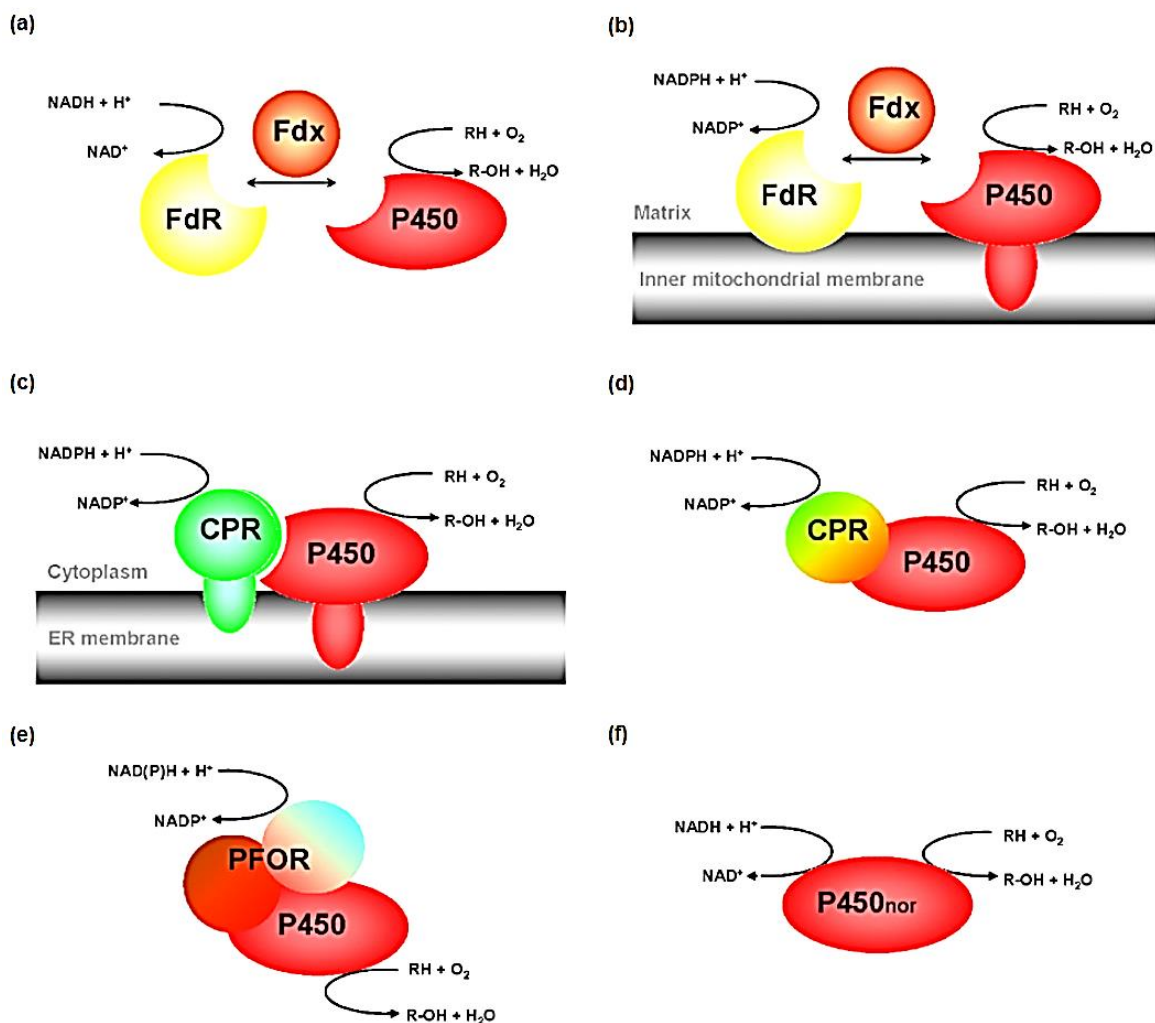 (a)
NADH + H⁺
NAD⁺
Fdx
FdR
RH + O₂
R-OH + H₂O
P450
(b)
NADPH + H⁺
NADP⁺
Fdx
FdR
RH + O₂
R-OH + H₂O
P450
Matrix
Inner mitochondrial membrane
(c)
NADPH + H⁺
NADP⁺
CPR
RH + O₂
R-OH + H₂O
P450
Cytoplasm
ER membrane
(d)
NADPH + H⁺
NADP⁺
CPR
RH + O₂
R-OH + H₂O
P450
(e)
NAD(P)H + H⁺
NADP⁺
PFOR
P450
RH + O₂
R-OH + H₂O
(f)
NADH + H⁺
NAD⁺
RH + O₂
R-OH + H₂O
P450nor